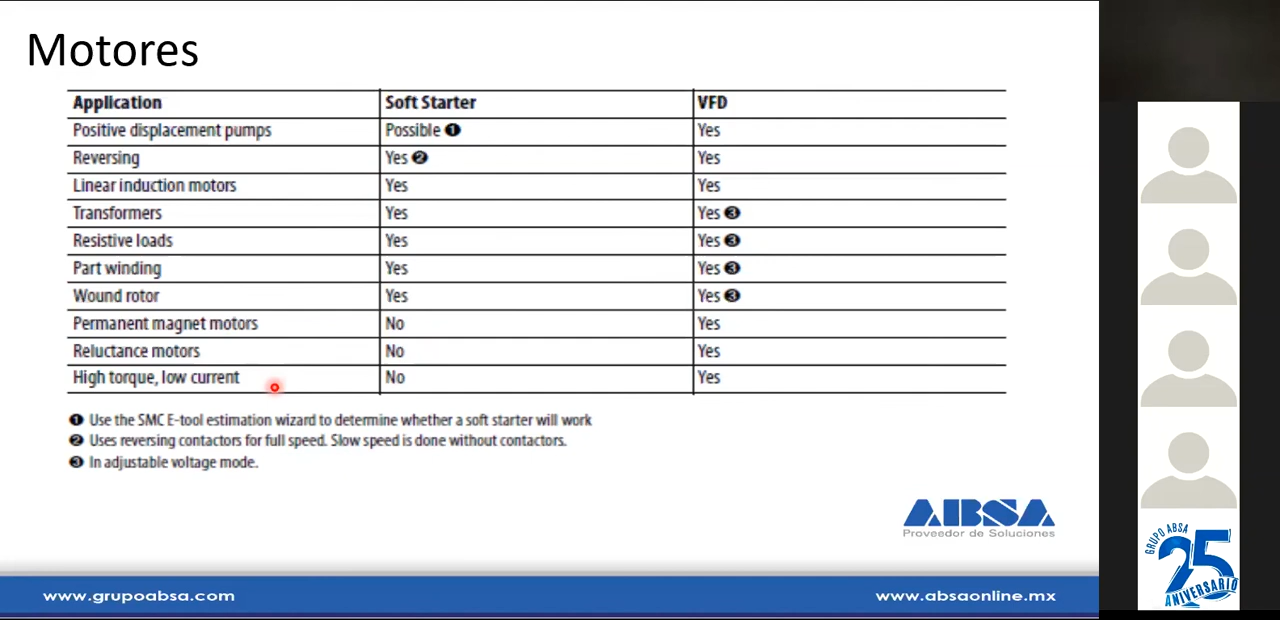 Motores
Application Soft Starter VFD
Positive displacement pumps Possible ❶ Yes
Reversing Yes ❷ Yes
Linear induction motors Yes Yes
Transformers Yes Yes ❸
Resistive loads Yes Yes ❸
Part winding Yes Yes ❸
Wound rotor Yes Yes ❸
Permanent magnet motors No Yes
Reluctance motors No Yes
High torque, low current No Yes
❶ Use the SMC E-tool estimation wizard to determine whether a soft starter will work
❷ Uses reversing contactors for full speed. Slow speed is done without contactors.
❸ In adjustable voltage mode.
ABSA
Proveedor de Soluciones
www.grupoabsa.com www.absaonline.mx
GRUPO ABSA
25
ANIVERSARIO